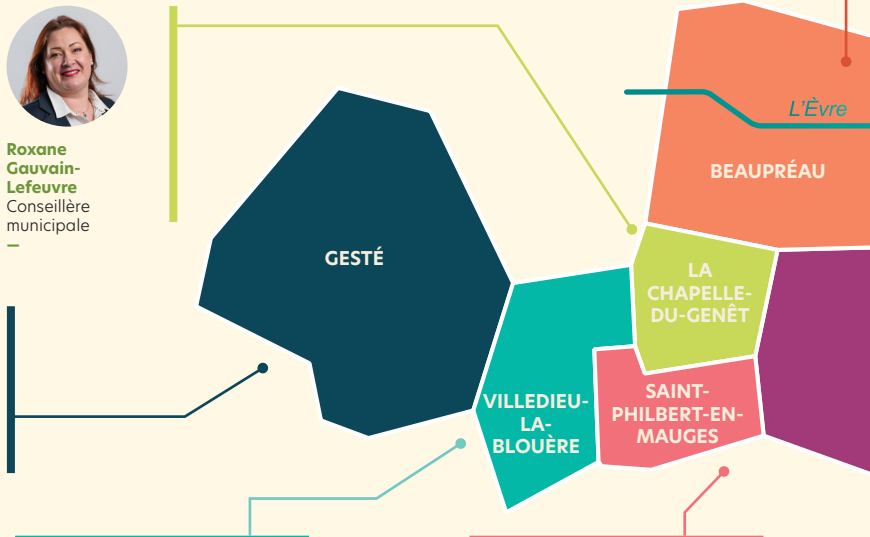 Roxane
Gauvain-
Lefeuvre
Conseillère
municipale
—
L'Èvre
BEAUPRÉAU
GESTÉ
LA
CHAPELLE-
DU-GENÊT
VILLEDIEU-
LA-
BLOUÈRE
SAINT-
PHILBERT-EN-
MAUGES